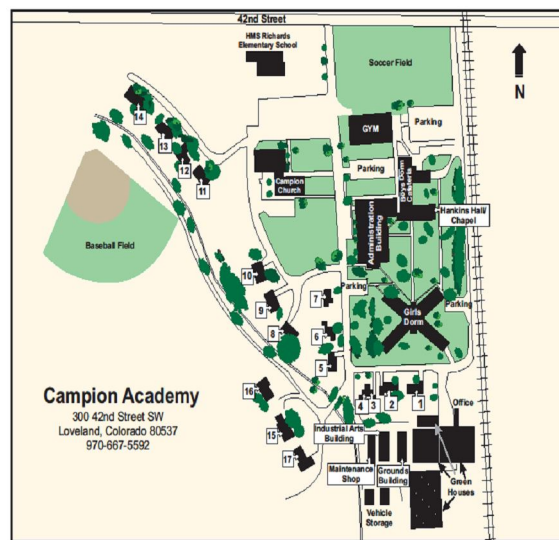 42nd Street
HMS Richards
Elementary School
Soccer Field
N
GYM
Parking
Parking
14
13
12
11
Campion
Church
Boys Dorm
Cafeteria
Hankins Hall/
Chapel
Administration
Building
Baseball Field
10
9
8
7
6
5
Parking
Parking
Girls
Dorm
Campion Academy
300 42nd Street SW
Loveland, Colorado 80537
970-667-5592
16
15
17
4
3
2
1
Office
Industrial Arts
Building
Maintenance
Shop
Grounds
Building
Green
Houses
Vehicle
Storage